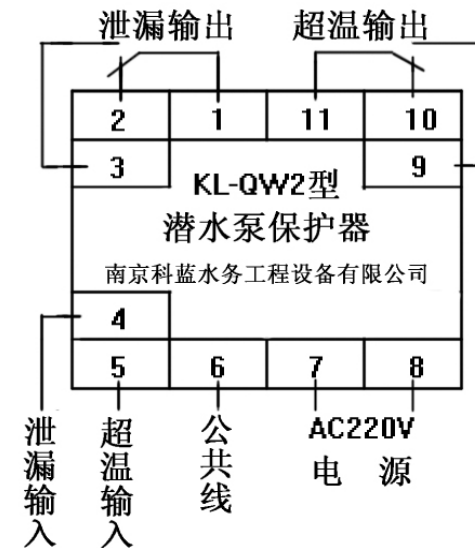 泄漏输出 超温输出
2 1 11 10
3 9
KL-QW2型
潜水泵保护器
南京科蓝水务工程设备有限公司
4
5 6 7 8
泄漏输入
超温输入
公共线
AC220V
电 源